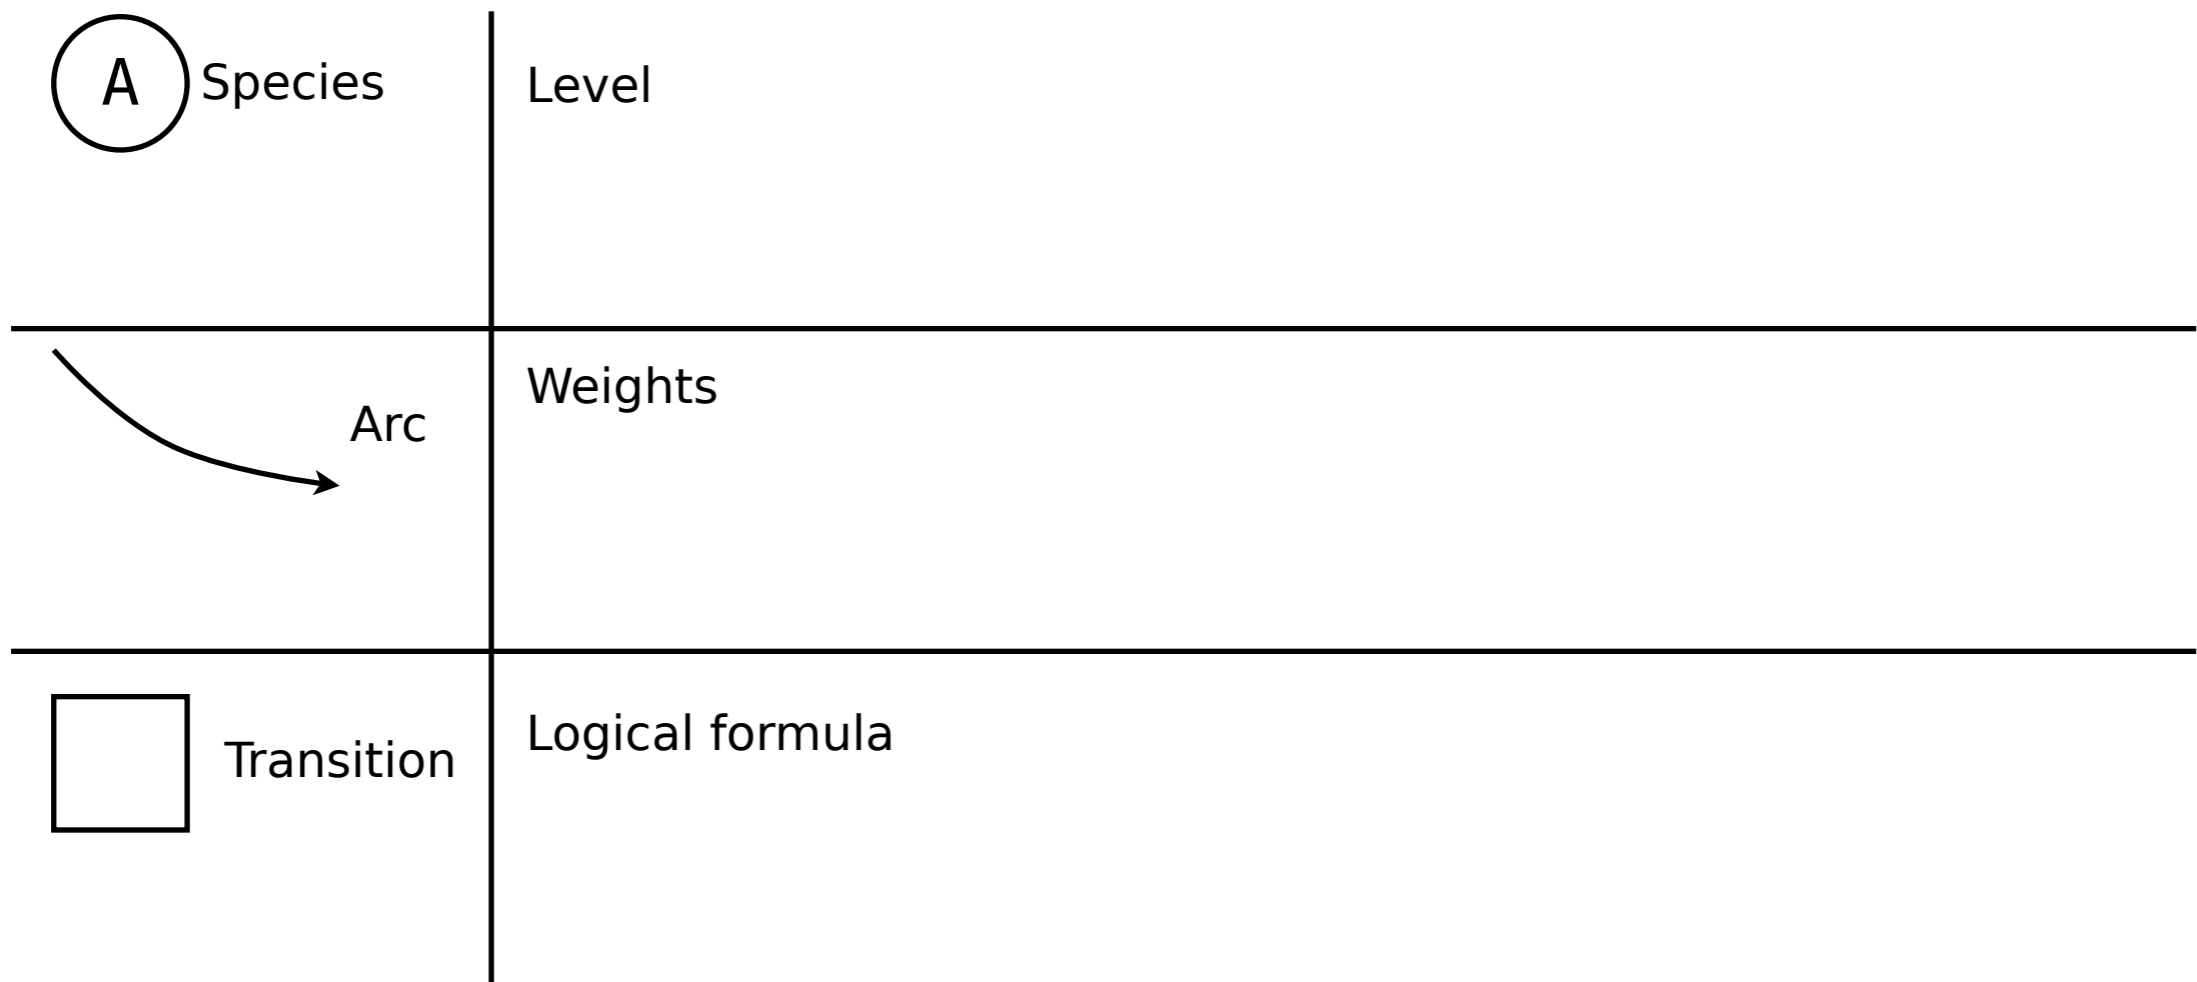 A
Species
Level
Arc
Weights
Transition
Logical formula